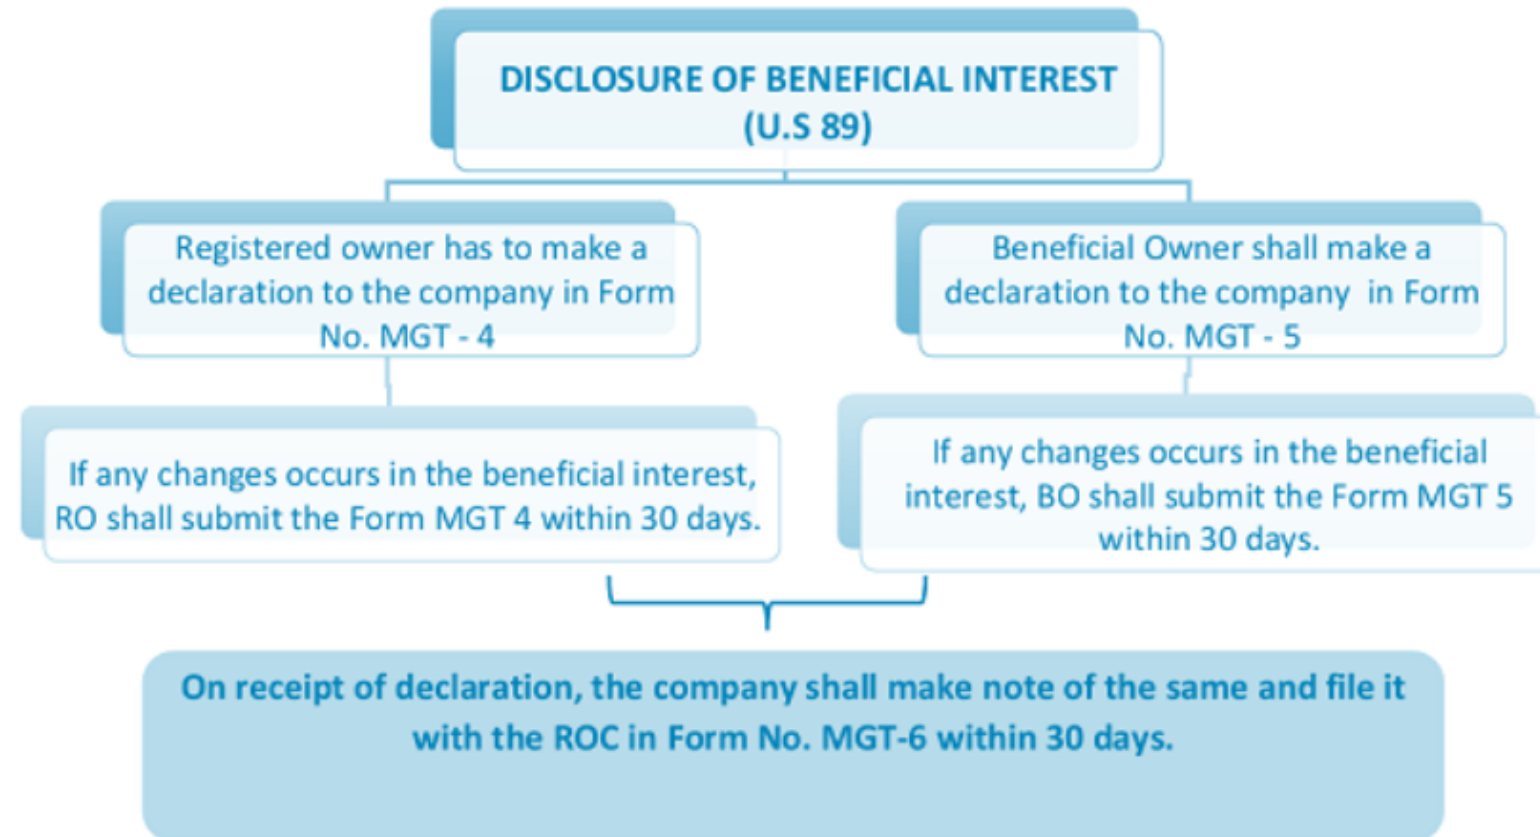 DISCLOSURE OF BENEFICIAL INTEREST
(U.S 89)
Registered owner has to make a
declaration to the company in Form
No. MGT - 4
Beneficial Owner shall make a
declaration to the company in Form
No. MGT - 5
If any changes occurs in the beneficial interest,
RO shall submit the Form MGT 4 within 30 days.
If any changes occurs in the beneficial
interest, BO shall submit the Form MGT 5
within 30 days.
On receipt of declaration, the company shall make note of the same and file it
with the ROC in Form No. MGT-6 within 30 days.